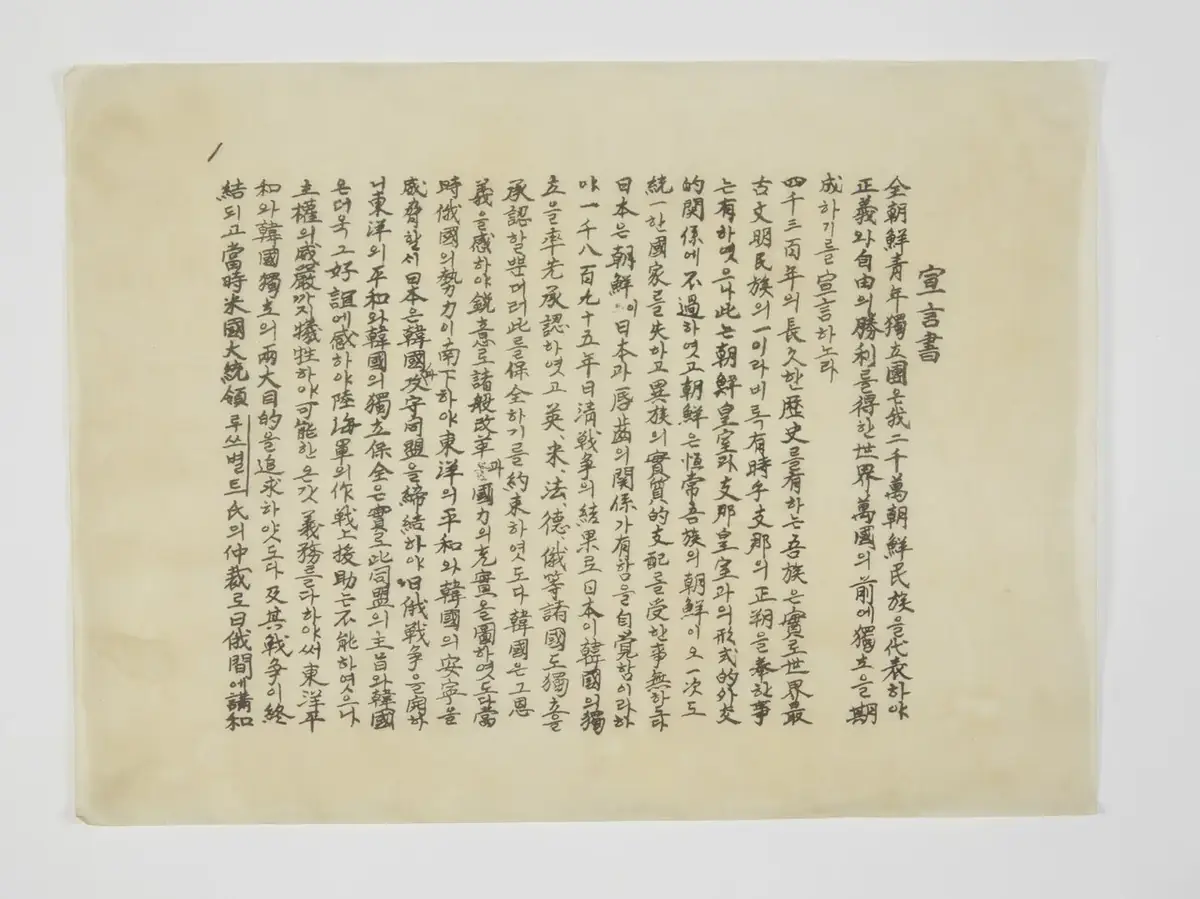 宣言書
全朝鮮青年獨立團은我二千萬朝鮮民族을代表하야
正義와自由의勝利를得한世界萬國의前에獨立을期
成하기를宣言하노라
四千三百年의長久한歷史를有하는吾族은實로世界最
古文明民族의一이라비록有時乎支那의正朔을奉한事
는有하엿으나此는朝鮮皇室과支那皇室과의形式的外交
的関係에不過하엿고朝鮮은恒常吾族의朝鮮이오一次도
統一한國家를失하고異族의實質的支配를受한事無하도다
日本은朝鮮이日本과唇歯의関係가有함을自覚함이라하
야一千八百九十五年日清戦争의結果로日本이韓國의獨
立을率先承認하엿고英、米、法、德、俄等諸國도獨立을
承認할뿐더러此를保全하기를約束하엿도다韓國은그恩
義을感하야鋭意로諸般改革과國力의充實을圖하엿도다當
時俄國의勢力이南下하야東洋의平和와韓國의安寧을
威脅할새日本은韓國과攻守同盟을締結하야日俄戦争을開하
니東洋의平和와韓國의獨立保全은實로此同盟의主旨와韓國
은더욱그好誼에感하야陸海軍의作戦上援助는不能하엿으나
主權의威嚴까지犠牲하야可能한온갓義務를다하야써東洋平
和와韓國獨立의兩大目的을追求하얏도다及其戦争이終
結되고當時米國大統領루쓰벨트氏의仲裁로日俄間에講和